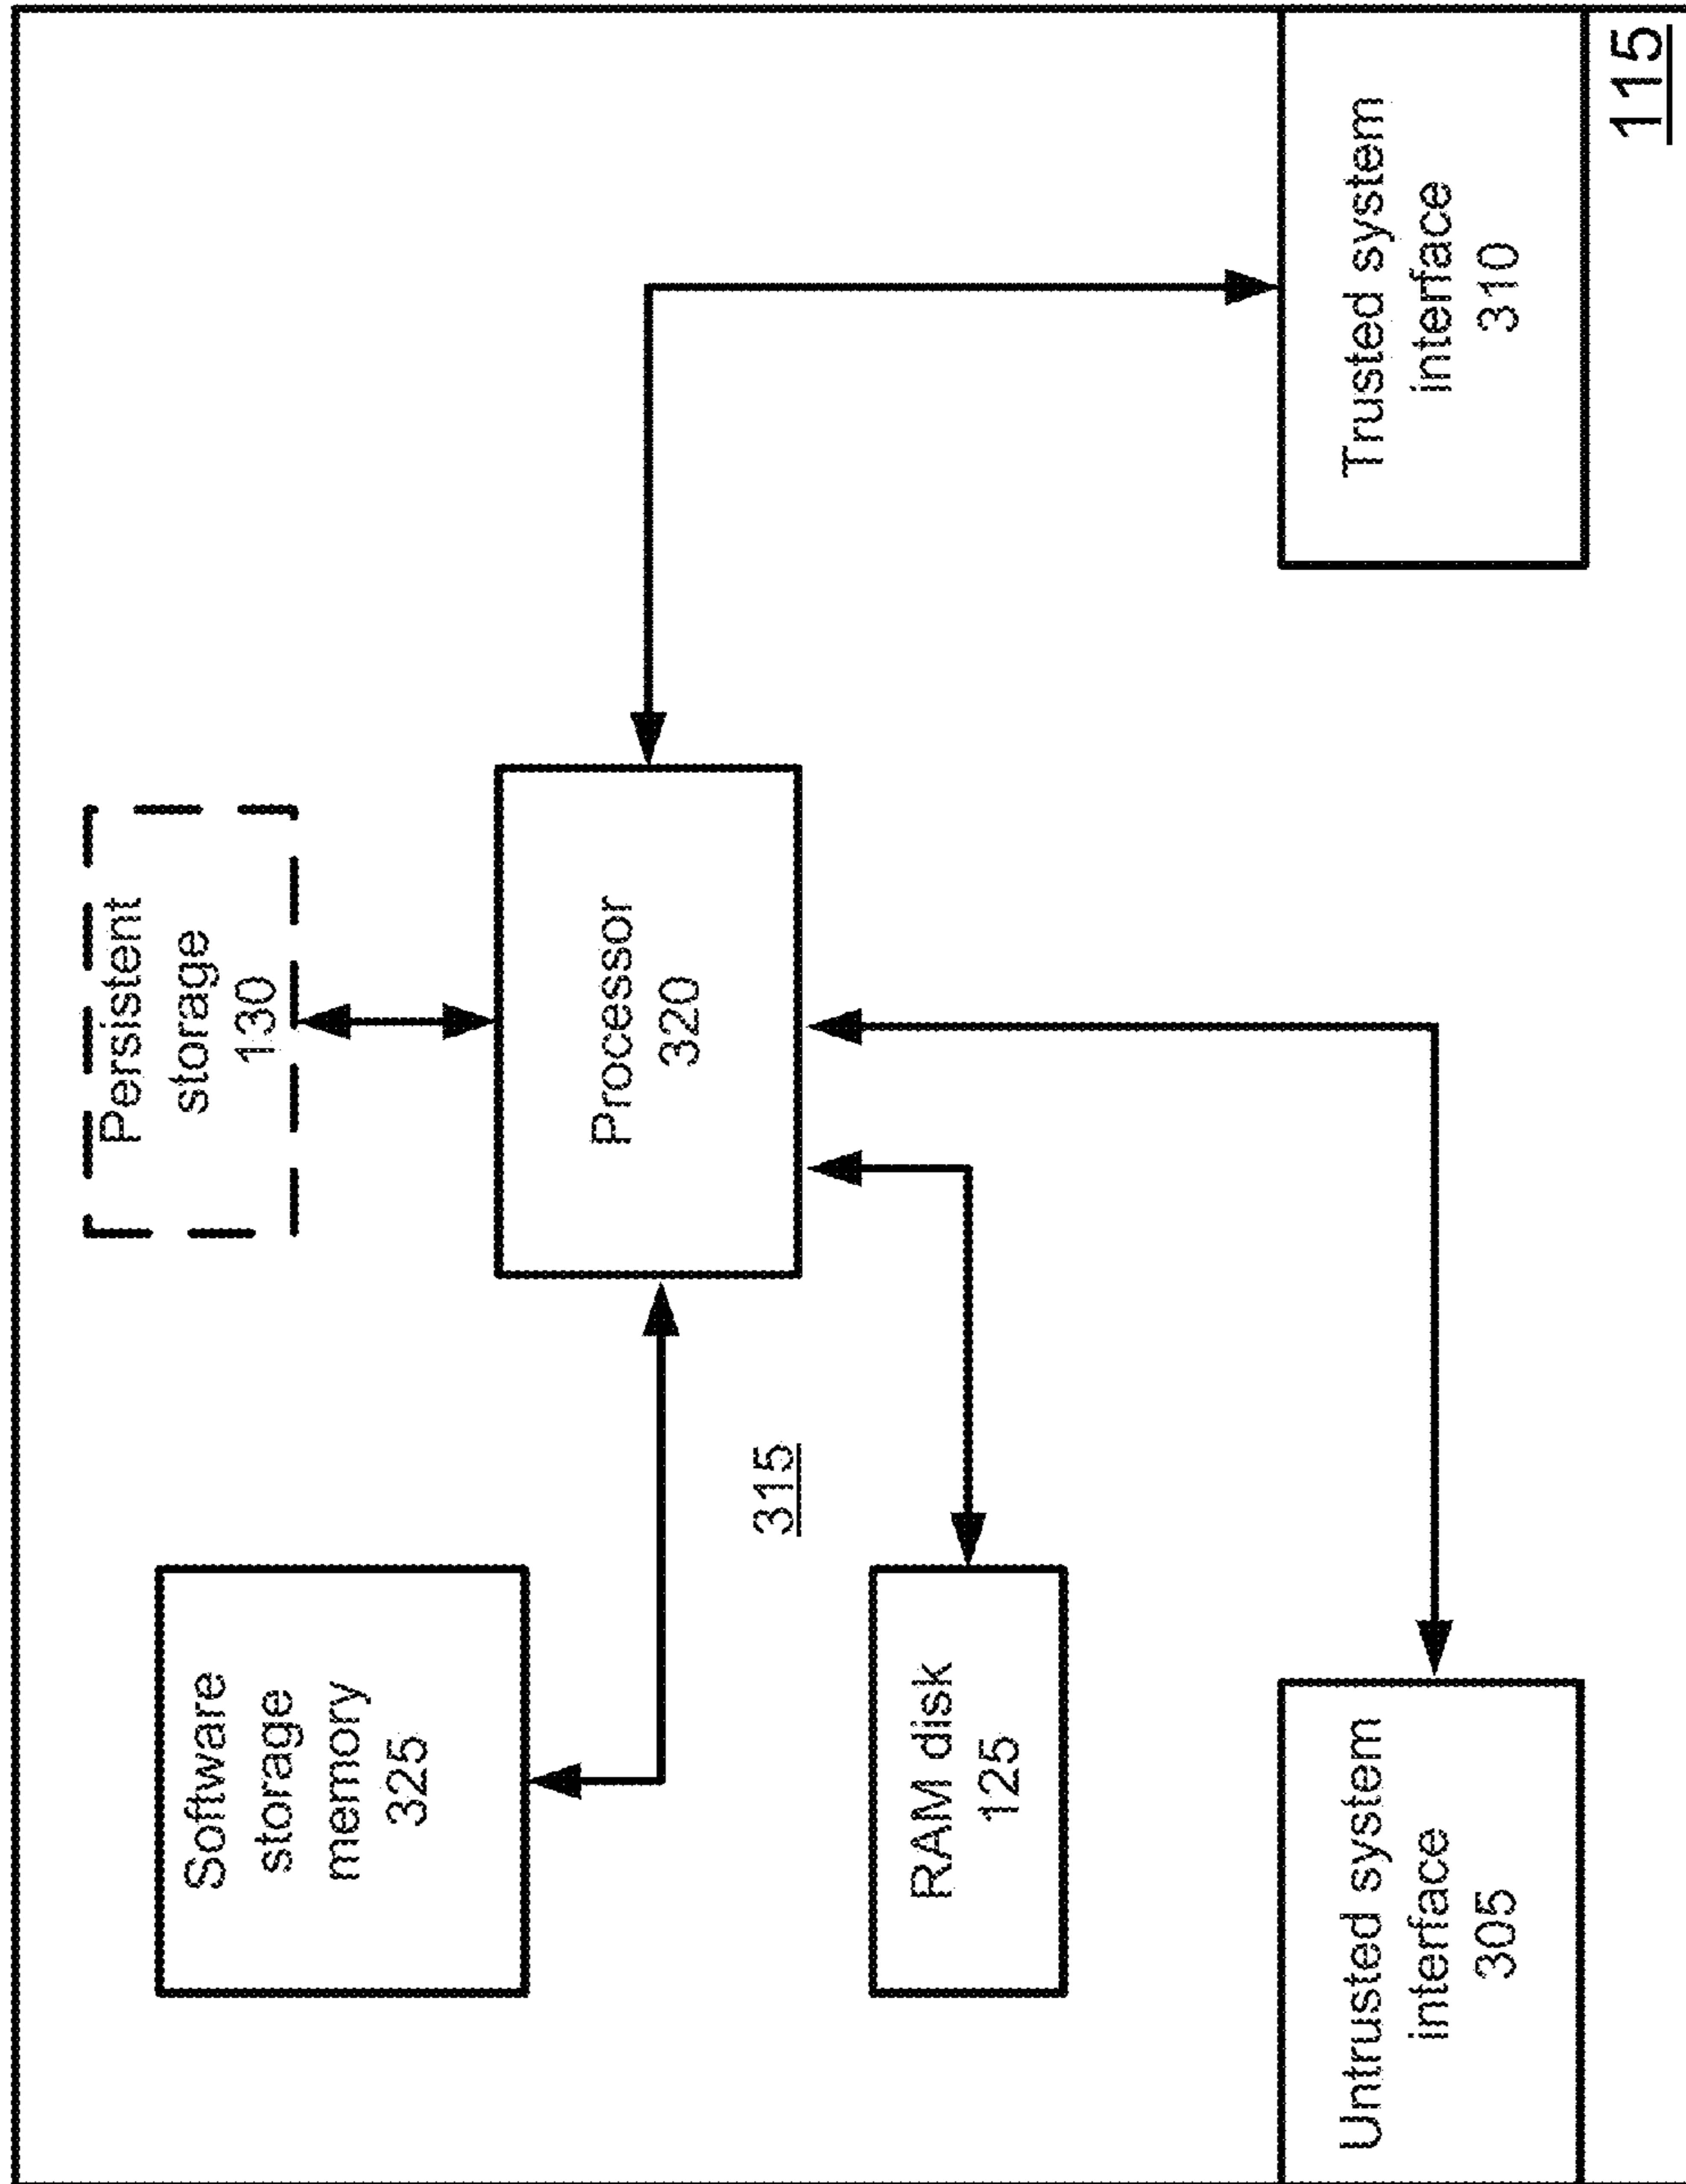 Persistent
storage
130
Software
storage
memory
325
Processor
320
315
RAM disk
125
Untrusted system
interface
305
Trusted system
interface
310
115